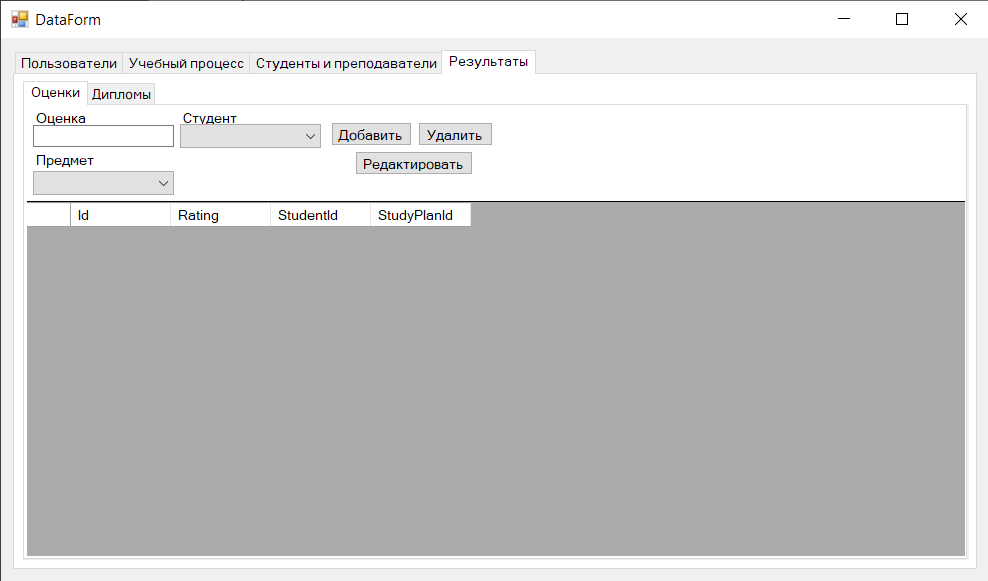 DataForm
Пользователи Учебный процесс Студенты и преподаватели Результаты
Оценки Дипломы
Оценка Студент
Добавить Удалить
Предмет Редактировать
Id Rating StudentId StudyPlanId